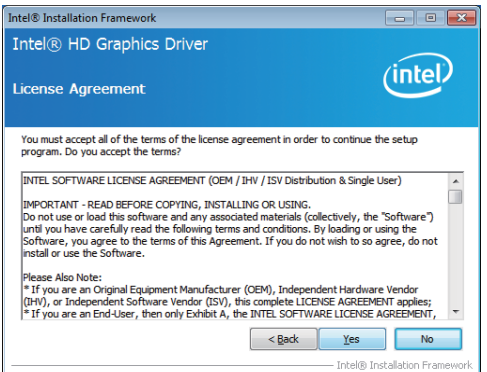 Intel® Installation Framework
Intel® HD Graphics Driver
intel
License Agreement
You must accept all of the terms of the license agreement in order to continue the setup
program. Do you accept the terms?
INTEL SOFTWARE LICENSE AGREEMENT (OEM / IHV / ISV Distribution & Single User)
IMPORTANT - READ BEFORE COPYING, INSTALLING OR USING.
Do not use or load this software and any associated materials (collectively, the "Software")
until you have carefully read the following terms and conditions. By loading or using the
Software, you agree to the terms of this Agreement. If you do not wish to so agree, do not
install or use the Software.
Please Also Note:
* If you are an Original Equipment Manufacturer (OEM), Independent Hardware Vendor
(IHV), or Independent Software Vendor (ISV), this complete LICENSE AGREEMENT applies;
* If you are an End-User, then only Exhibit A, the INTEL SOFTWARE LICENSE AGREEMENT,
< Back Yes No
Intel® Installation Framework